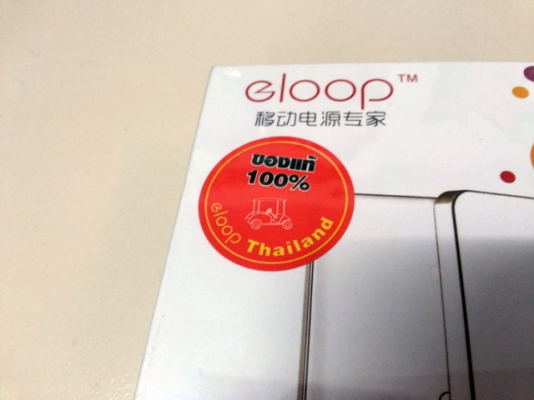 eloop™
移动电源专家
ของแท้
100%
eloop Thailand